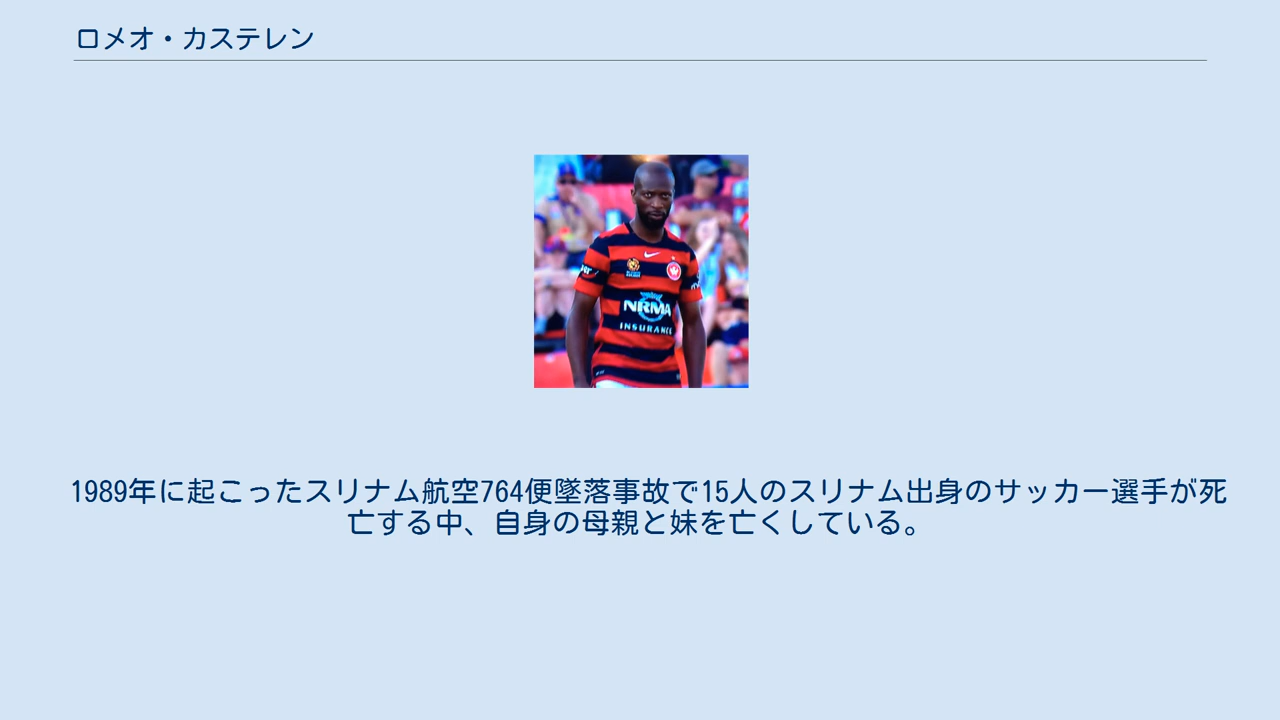 ロメオ・カステレン
NRMA
INSURANCE
1989年に起こったスリナム航空764便墜落事故で15人のスリナム出身のサッカー選手が死
亡する中、自身の母親と妹を亡くしている。